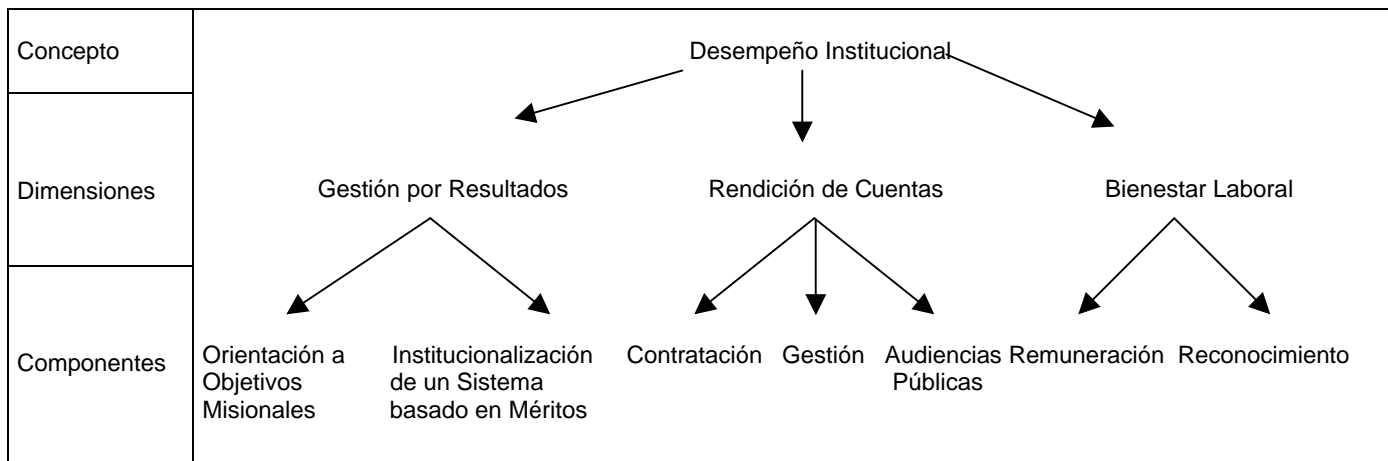 Concepto
Desempeño Institucional
Dimensiones
Gestión por Resultados
Rendición de Cuentas
Bienestar Laboral
Componentes
Orientación a
Objetivos
Misionales
Institucionalización
de un Sistema
basado en Méritos
Contratación
Gestión
Audiencias
Públicas
Remuneración
Reconocimiento